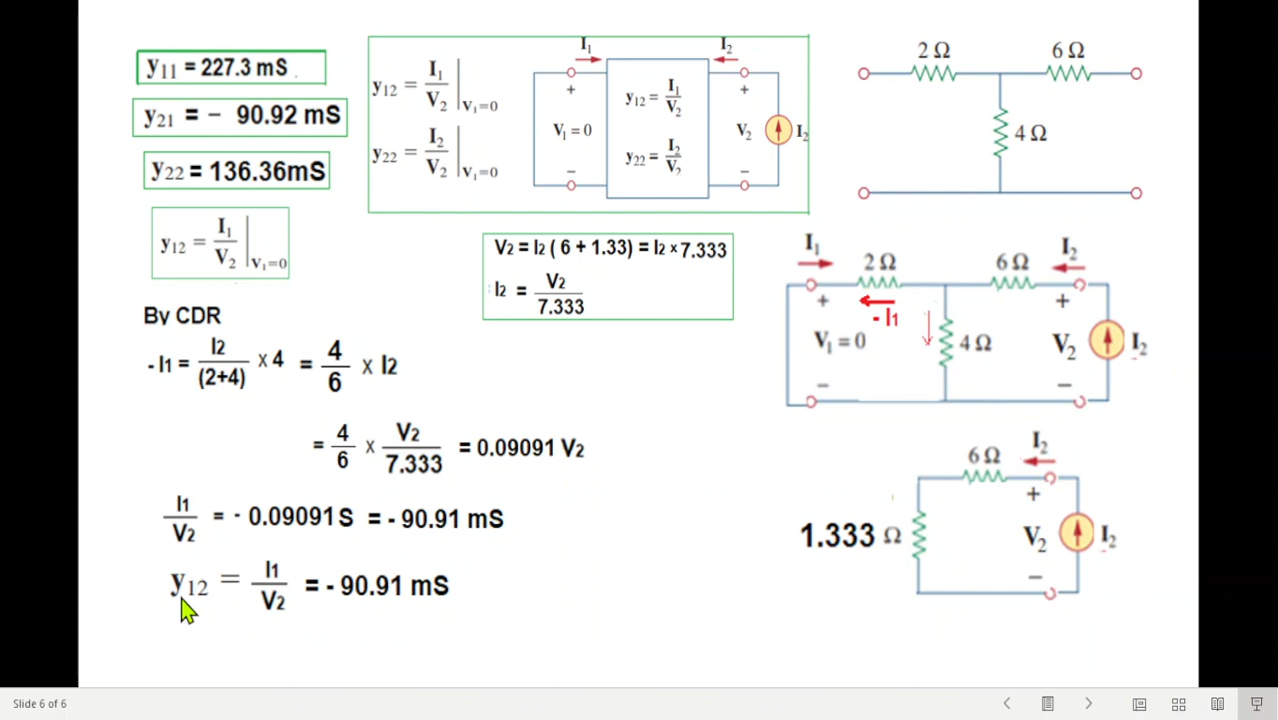 y11 = 227.3 mS
y21 = - 90.92 mS
y22 = 136.36mS
y12 = I1 / V2 | V1=0
y12 = I1 / V2 | V1=0
y22 = I2 / V2 | V1=0
I1
I2
+
+
V1 = 0
y12 = I1 / V2
y22 = I2 / V2
V2
I2
−
−
2 Ω
6 Ω
4 Ω
V2 = I2 ( 6 + 1.33) = I2 x 7.333
I2 = V2 / 7.333
By CDR
- I1 = I2 / (2+4) X 4 = 4 / 6 X I2
= 4 / 6 X V2 / 7.333 = 0.09091 V2
I1 / V2 = - 0.09091 S = - 90.91 mS
y12 = I1 / V2 = - 90.91 mS
I1
2 Ω
6 Ω
I2
+
- I1
+
V1 = 0
4 Ω
V2
I2
−
−
6 Ω
I2
+
1.333 Ω
V2
I2
−
Slide 6 of 6